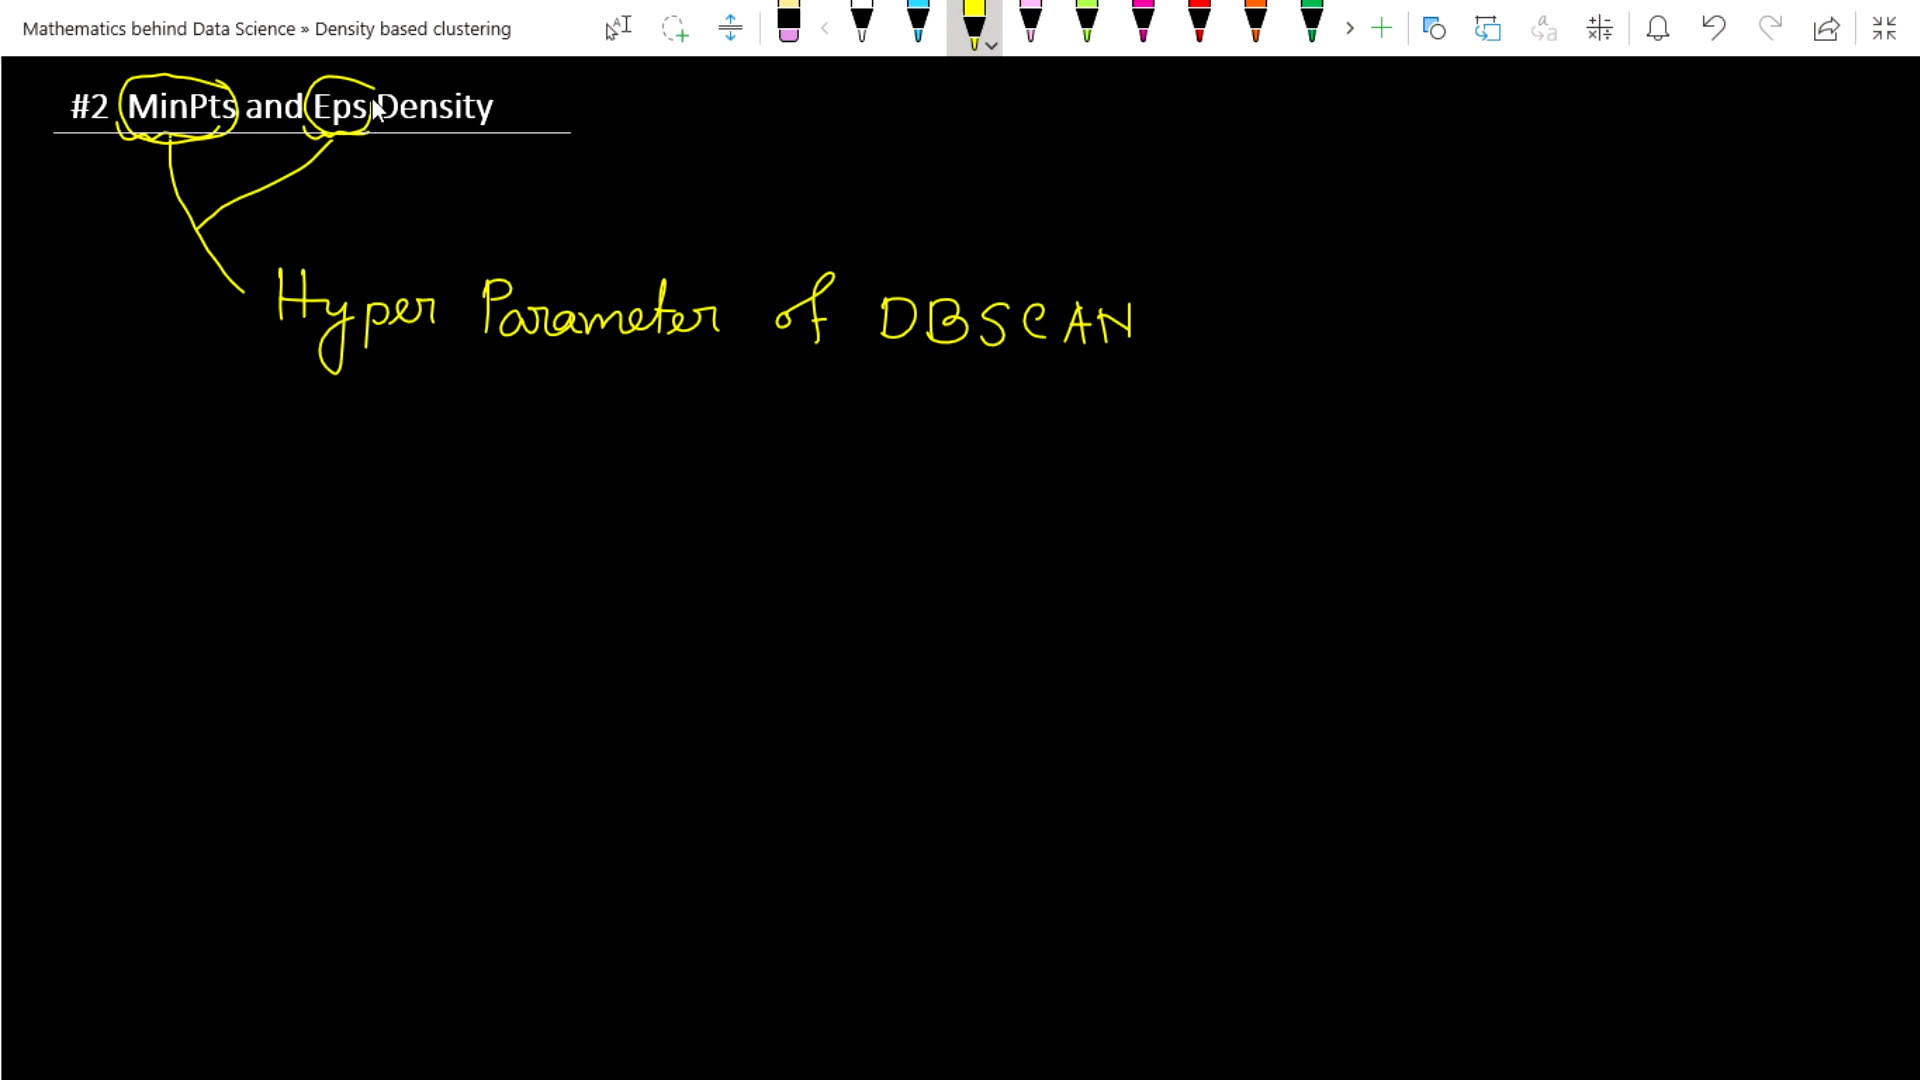 Mathematics behind Data Science » Density based clustering
#2 MinPts and Eps Density
Hyper Parameter of DBSCAN